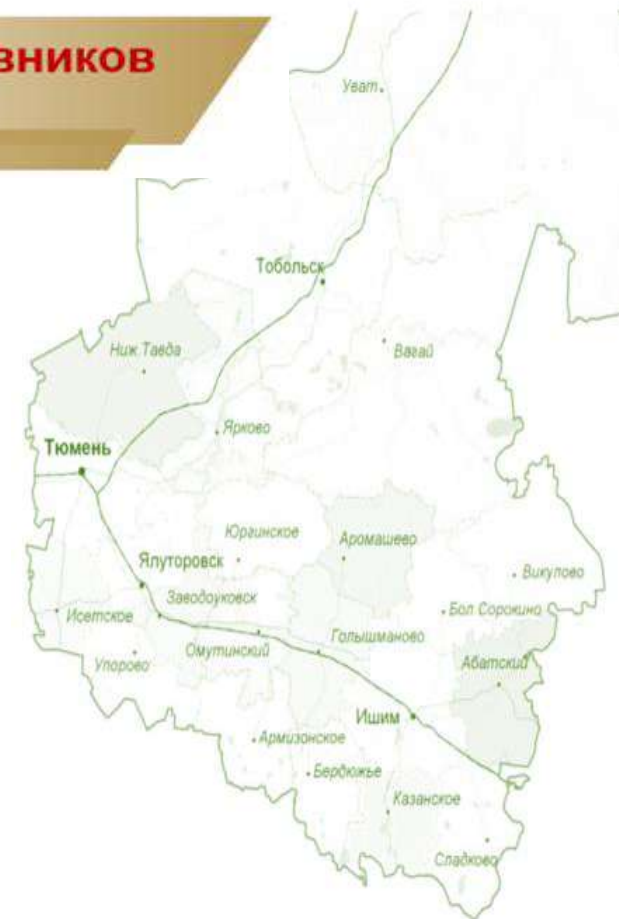 вников
Уват
Тобольск
Ниж.Тавда
Вагай
Ярково
Тюмень
Юргинское
Аромашево
Ялуторовск
Викулово
Заводоуковск
Бол Сорокино
Исетское
Омутинский
Голышманово
Упорово
Абатский
Ишим
Армизонское
Бердюжье
Казанское
Сладково